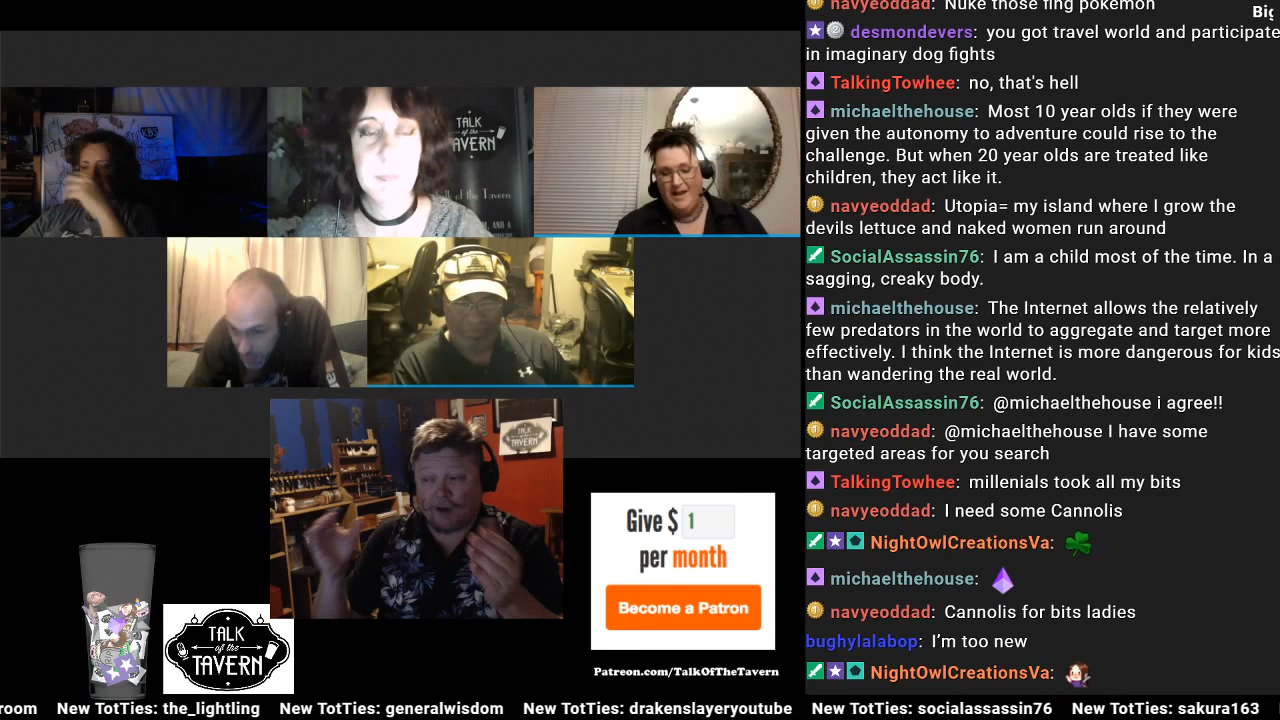 KBS
TALK
of the
TAVERN
TALK
of the
TAVERN
Give $ 1
per month
Become a Patron
Patreon.com/TalkOfTheTavern
TALK
of the
TAVERN
Big
navyeoddad: Nuke those fing pokemon
desmondevers: you got travel world and participate
in imaginary dog fights
TalkingTowhee: no, that's hell
michaelthehouse: Most 10 year olds if they were
given the autonomy to adventure could rise to the
challenge. But when 20 year olds are treated like
children, they act like it.
navyeoddad: Utopia= my island where I grow the
devils lettuce and naked women run around
SocialAssassin76: I am a child most of the time. In a
sagging, creaky body.
michaelthehouse: The Internet allows the relatively
few predators in the world to aggregate and target more
effectively. I think the Internet is more dangerous for kids
than wandering the real world.
SocialAssassin76: @michaelthehouse i agree!!
navyeoddad: @michaelthehouse I have some
targeted areas for you search
TalkingTowhee: millenials took all my bits
navyeoddad: I need some Cannolis
NightOwlCreationsVa:
michaelthehouse:
navyeoddad: Cannolis for bits ladies
bughylalabop: I'm too new
NightOwlCreationsVa:
room New TotTies: the_lightling New TotTies: generalwisdom New TotTies: drakenslayeryoutube New TotTies: socialassassin76 New TotTies: sakura163